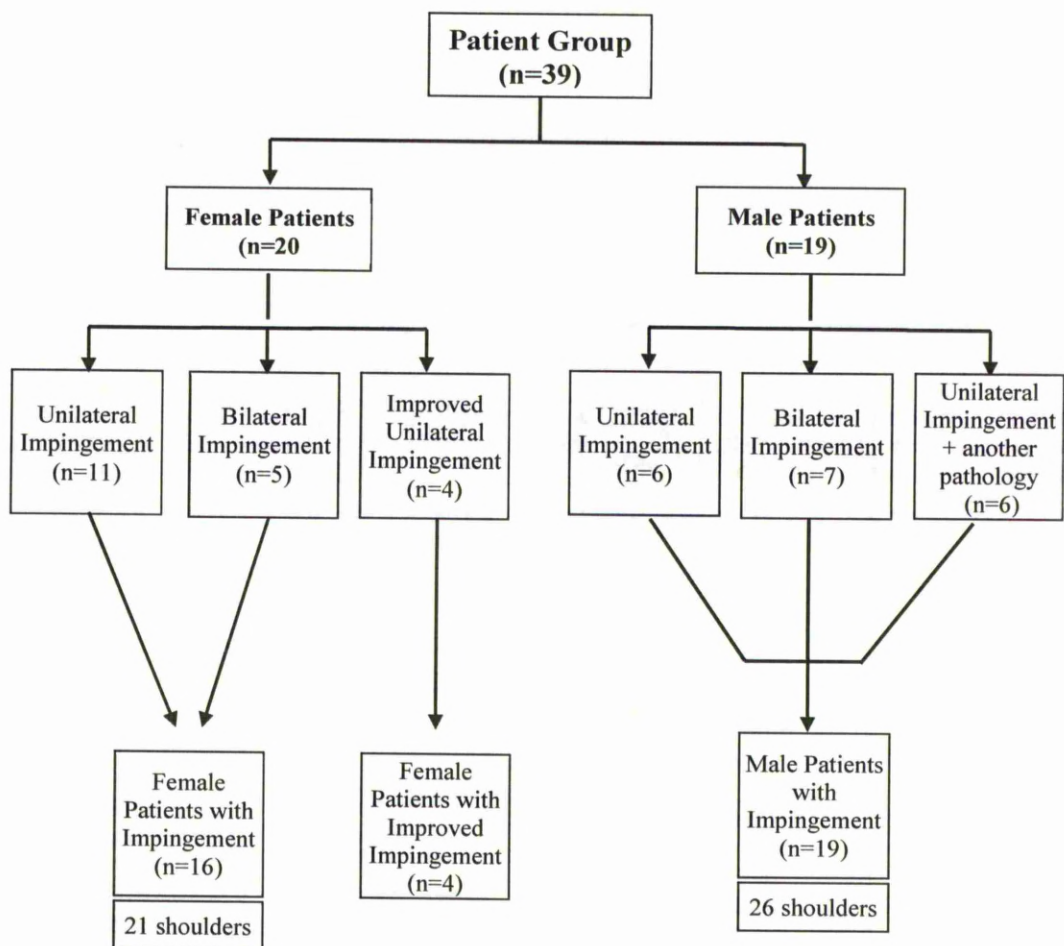 Patient Group
(n=39)
Female Patients
(n=20
Male Patients
(n=19)
Unilateral
Impingement
(n=11)
Bilateral
Impingement
(n=5)
Improved
Unilateral
Impingement
(n=4)
Unilateral
Impingement
(n=6)
Bilateral
Impingement
(n=7)
Unilateral
Impingement
+ another
pathology
(n=6)
Female
Patients with
Impingement
(n=16)
21 shoulders
Female
Patients with
Improved
Impingement
(n=4)
Male Patients
with
Impingement
(n=19)
26 shoulders